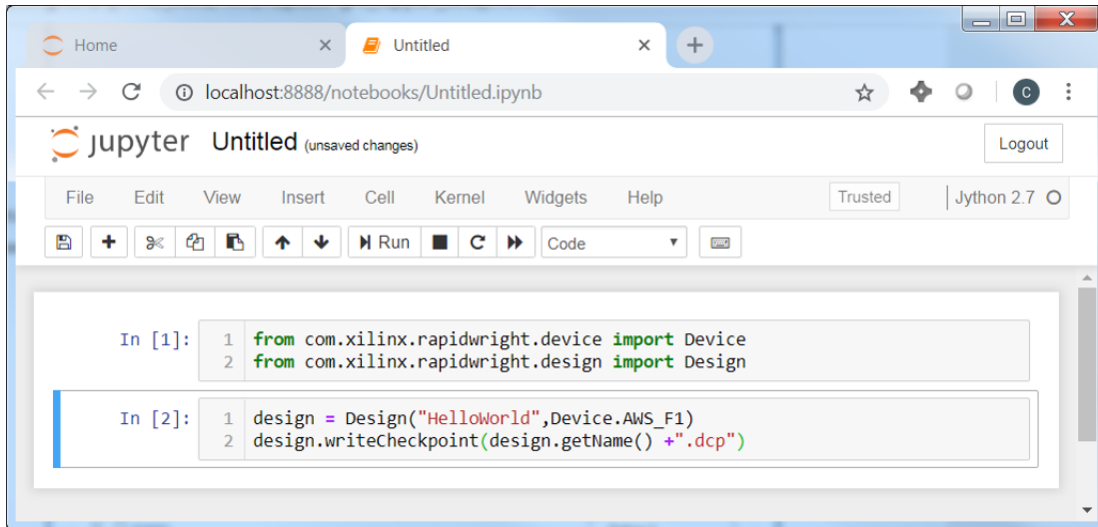 Home
Untitled
localhost:8888/notebooks/Untitled.ipynb
C
jupyter Untitled (unsaved changes)
Logout
File Edit View Insert Cell Kernel Widgets Help Trusted Jython 2.7
Run Code
In [1]: 1 from com.xilinx.rapidwright.device import Device
2 from com.xilinx.rapidwright.design import Design
In [2]: 1 design = Design("HelloWorld",Device.AWS_F1)
2 design.writeCheckpoint(design.getName() +".dcp")